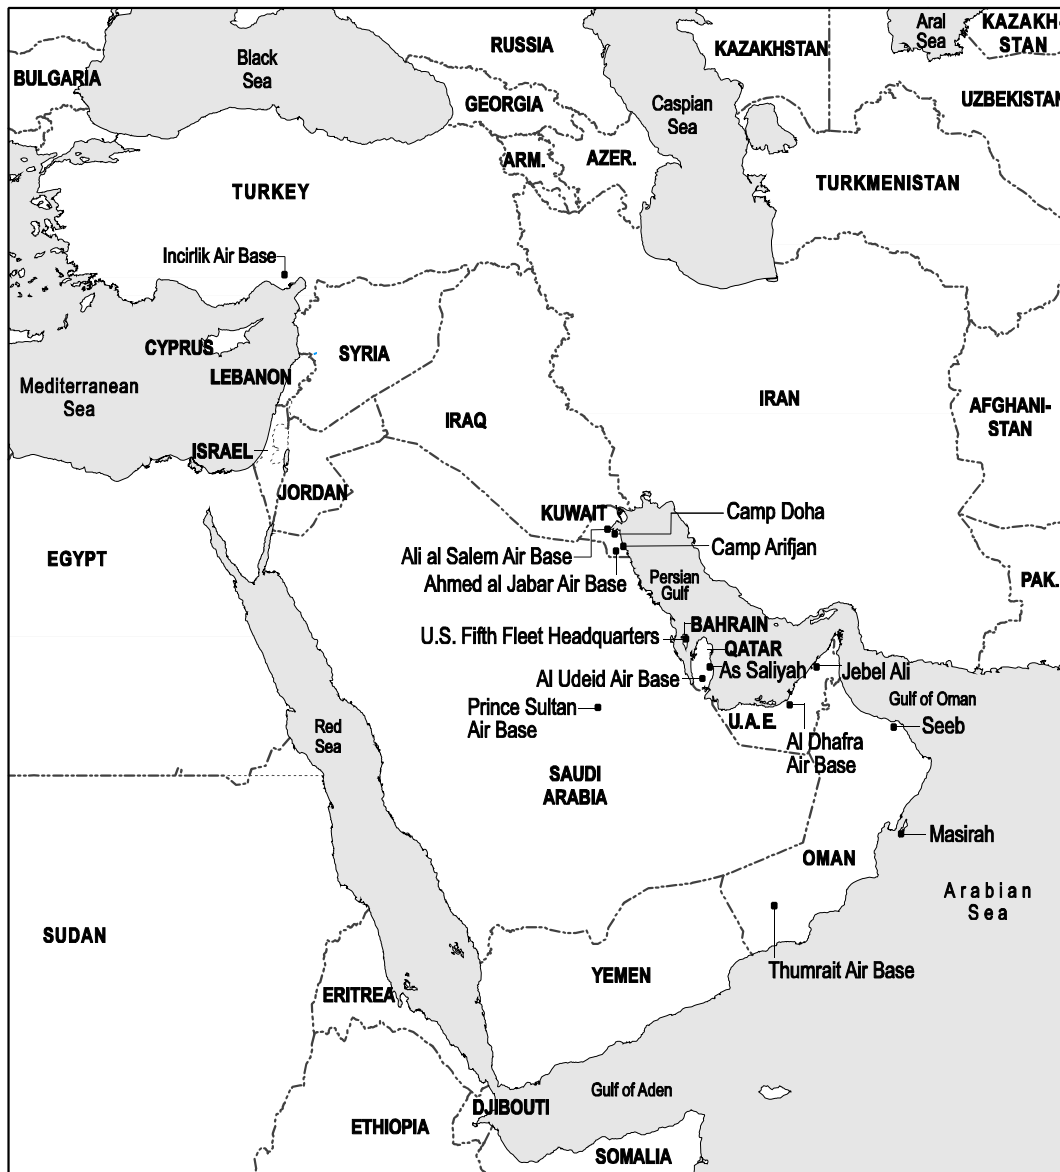 Aral
Sea
KAZAKH-
STAN
RUSSIA
KAZAKHSTAN
Black
Sea
BULGARIA
UZBEKISTAN
GEORGIA
Caspian
Sea
ARM.
AZER.
TURKEY
TURKMENISTAN
Incirlik Air Base
CYPRUS
SYRIA
LEBANON
Mediterranean
Sea
IRAN
AFGHANI-
STAN
IRAQ
ISRAEL
JORDAN
KUWAIT
Camp Doha
Camp Arifjan
Ali al Salem Air Base
EGYPT
Ahmed al Jabar Air Base
Persian
Gulf
PAK.
BAHRAIN
U.S. Fifth Fleet Headquarters
QATAR
As Saliyah
Jebel Ali
Al Udeid Air Base
Gulf of Oman
Prince Sultan
Air Base
U.A.E.
Seeb
Red
Sea
Al Dhafra
Air Base
SAUDI
ARABIA
Masirah
OMAN
Arabian
Sea
SUDAN
Thumrait Air Base
YEMEN
ERITREA
Gulf of Aden
DJIBOUTI
ETHIOPIA
SOMALIA